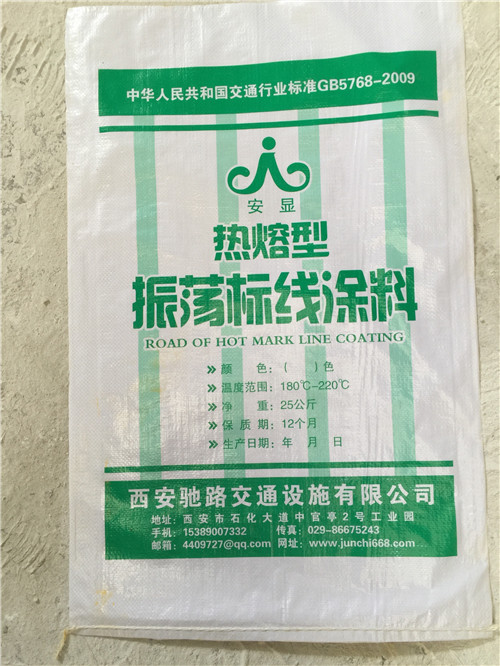 中华人民共和国交通行业标准GB5768-2009
安显
热熔型
振荡标线涂料
ROAD OF HOT MARK LINE COATING
» 颜 色：( )色
» 温度范围：180℃-220℃
» 净 重：25公斤
» 保 质 期：12个月
» 生产日期： 年 月 日
西安驰路交通设施有限公司
地址：西安市石化大道中官亭2号工业园
手机：15389007332 传真：029-86675243
邮箱：4409727@qq.com 网址：www.junchi668.com